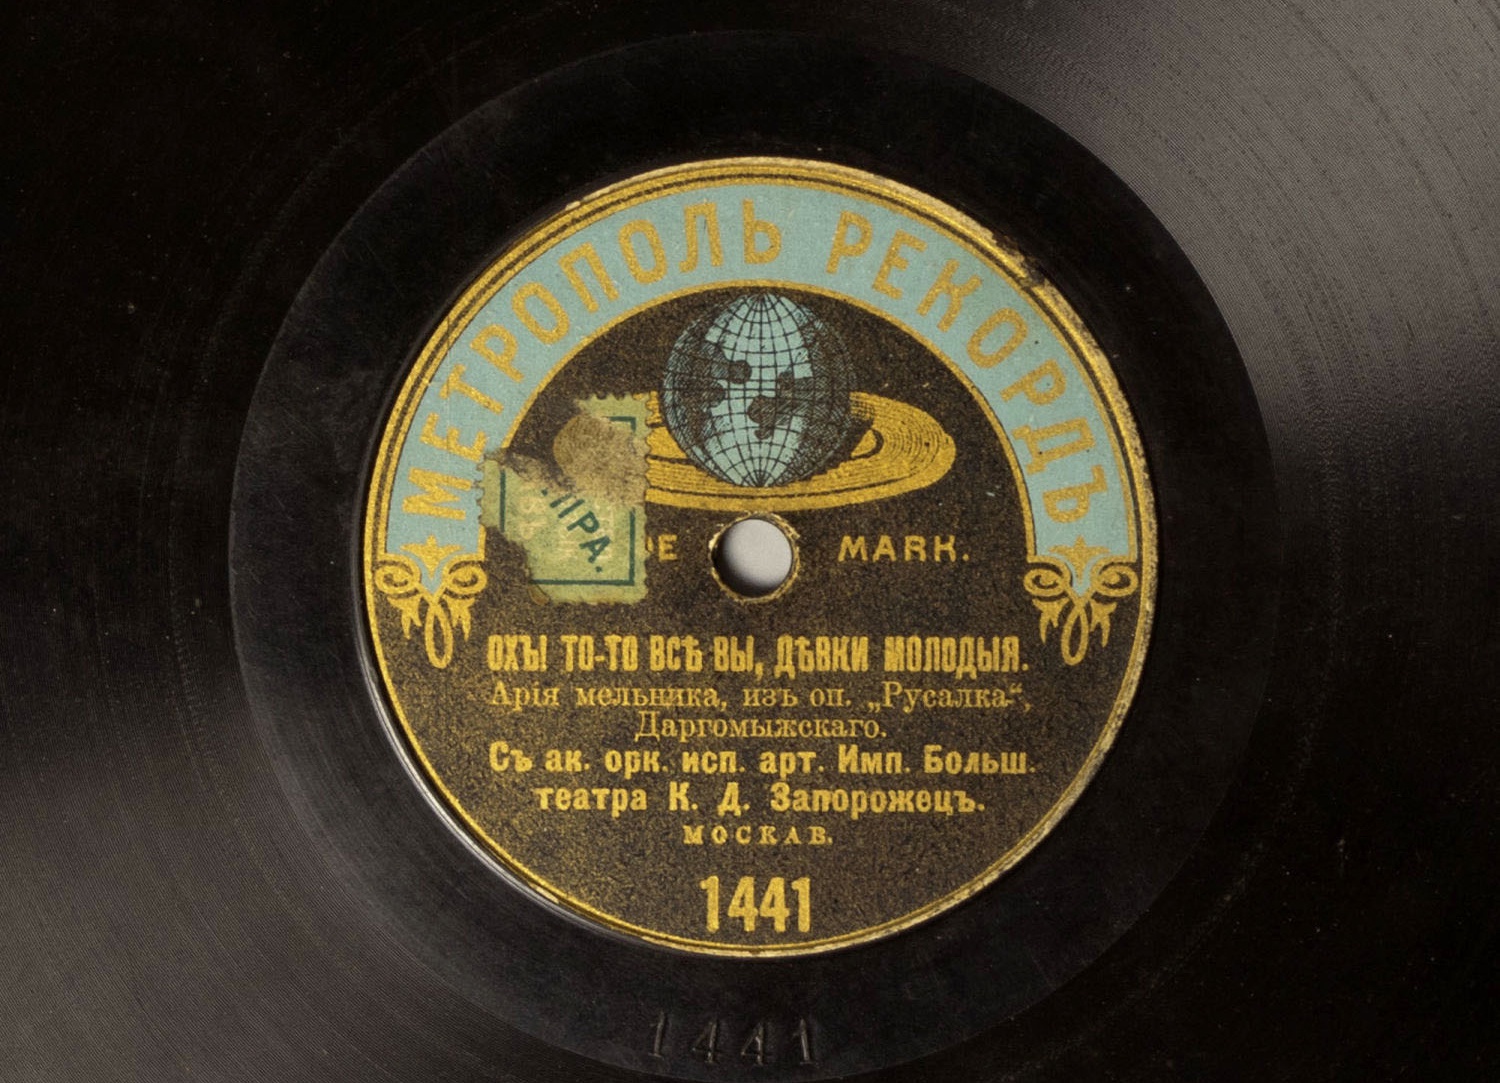 МЕТРОПОЛЬ РЕКОРДЪ
MARK.
ОХЪ! ТО-ТО ВСѢ ВЫ, ДѢВКИ МОЛОДЫЯ.
Арія мельника, изъ оп. „Русалка“,
Даргомыжскаго.
Съ ак. орк. исп. арт. Имп. Больш.
театра К. Д. Запорожецъ.
МОСКАВ.
1441
1441